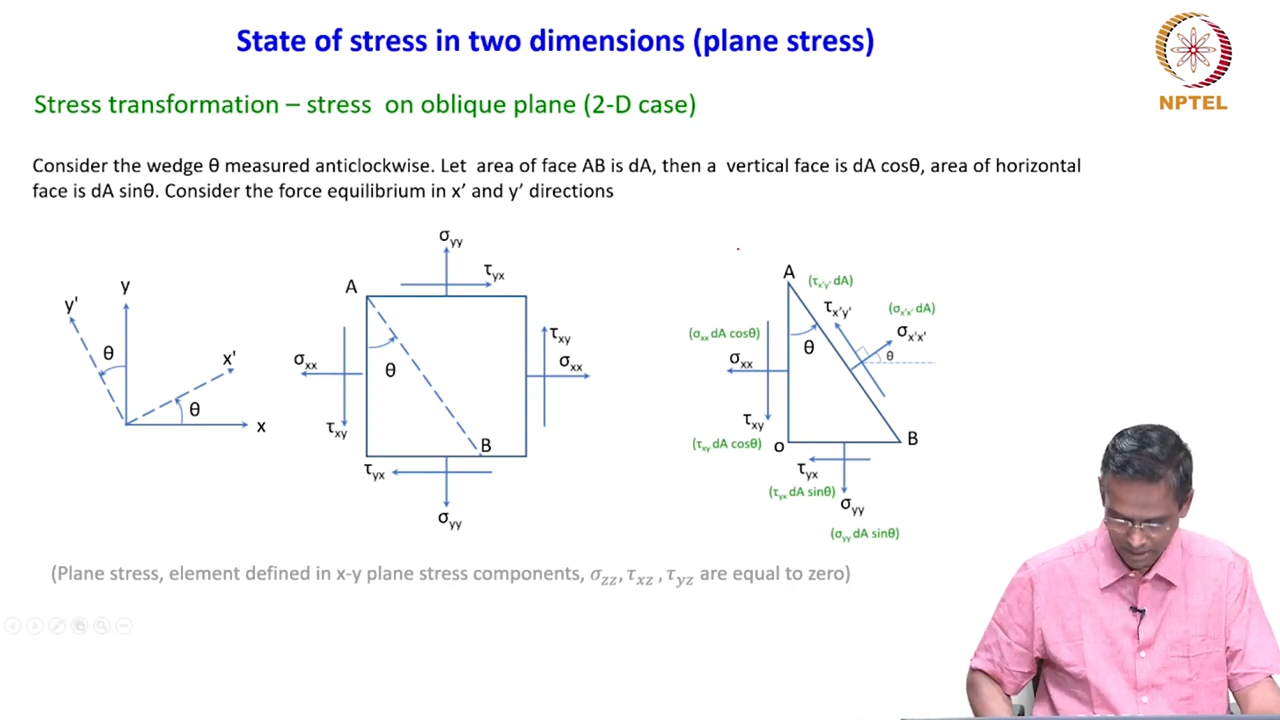 State of stress in two dimensions (plane stress)
NPTEL
Stress transformation – stress on oblique plane (2-D case)
Consider the wedge θ measured anticlockwise. Let area of face AB is dA, then a vertical face is dA cosθ, area of horizontal
face is dA sinθ. Consider the force equilibrium in x′ and y′ directions
y
y'
θ
x'
θ
x
σyy
τyx
A
τxy
σxx
σxx
θ
τxy
B
τyx
σyy
A
(τx'y' dA)
τx'y'
(σx'x' dA)
σx'x'
(σxx dA cosθ)
θ
θ
σxx
τxy
(τxy dA cosθ)
o
B
τyx
(τyx dA sinθ)
σyy
(σyy dA sinθ)
(Plane stress, element defined in x-y plane stress components, σzz, τxz , τyz are equal to zero)